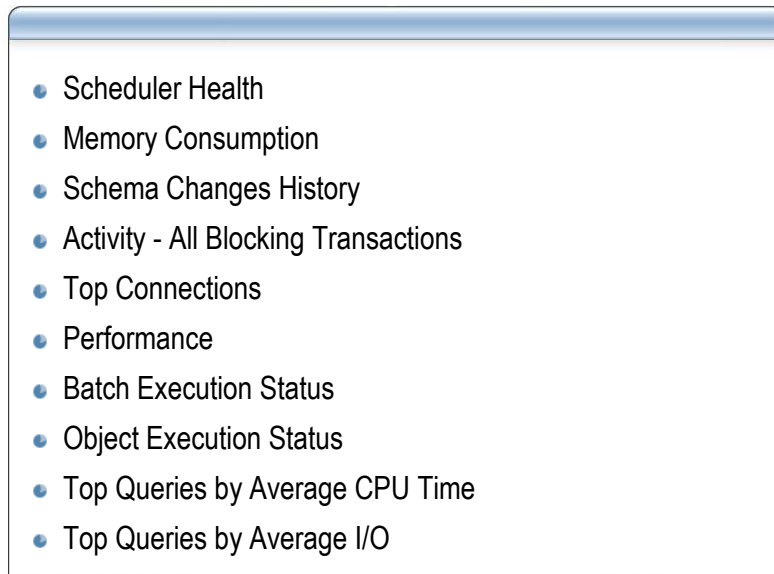 Scheduler Health
Memory Consumption
Schema Changes History
Activity - All Blocking Transactions
Top Connections
Performance
Batch Execution Status
Object Execution Status
Top Queries by Average CPU Time
Top Queries by Average I/O